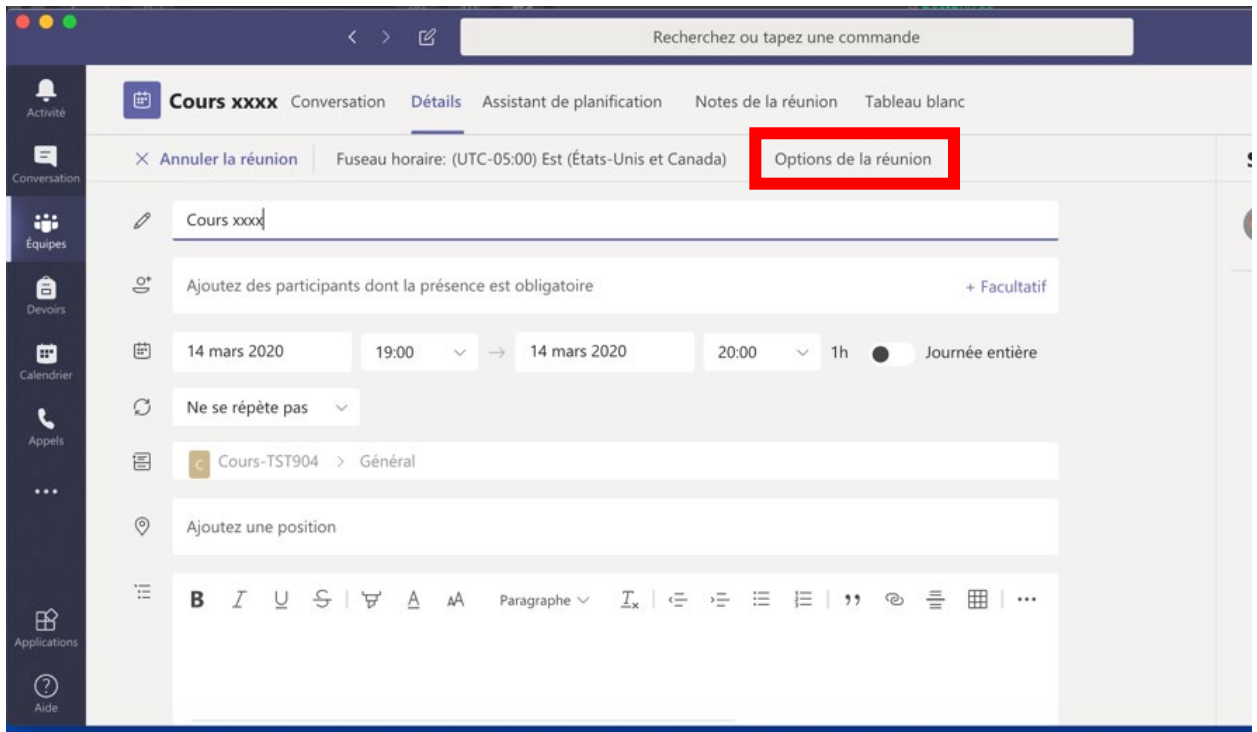 Recherchez ou tapez une commande
Activité
Cours xxxx Conversation Détails Assistant de planification Notes de la réunion Tableau blanc
Annuler la réunion Fuseau horaire: (UTC-05:00) Est (États-Unis et Canada) Options de la réunion
Conversation
Cours xxxx
Équipes
Ajoutez des participants dont la présence est obligatoire + Facultatif
Devoirs
14 mars 2020 19:00 → 14 mars 2020 20:00 1h Journée entière
Calendrier
Ne se répète pas
Appels
C Cours-TST904 > Général
Ajoutez une position
B I U S A AA Paragraphe Tx
Applications
Aide